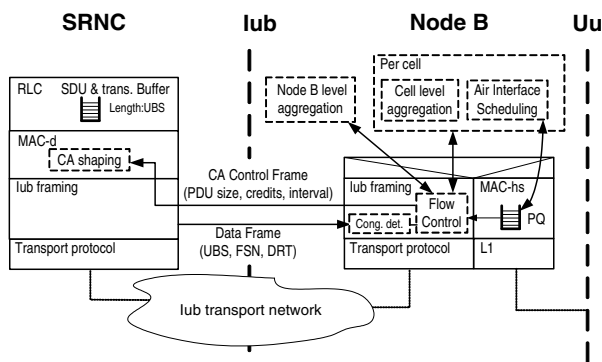 SRNC
Iub
Node B
Uu
Per cell
RLC
SDU & trans. Buffer
Length:UBS
Node B level
aggregation
Cell level
aggregation
Air Interface
Scheduling
MAC-d
CA shaping
CA Control Frame
(PDU size, credits, interval)
Iub framing
Iub framing
MAC-hs
Flow
Control
PQ
Cong. det.
Data Frame
(UBS, FSN, DRT)
Transport protocol
Transport protocol
L1
Iub transport network